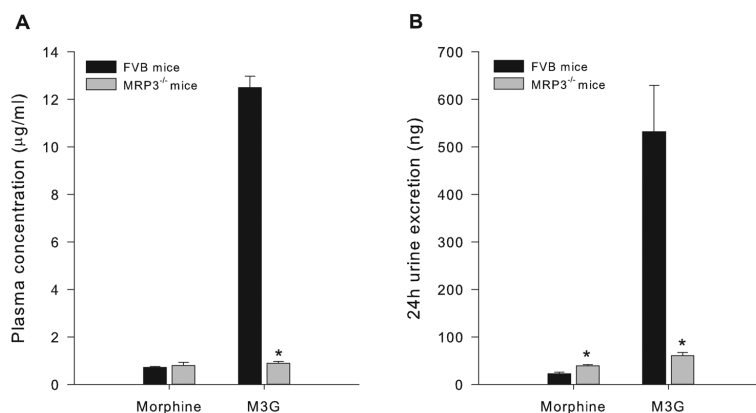 A
Plasma concentration (μg/ml)
14
12
10
8
6
4
2
0
FVB mice
MRP3-/- mice
*
Morphine
M3G
B
24h urine excretion (ng)
700
600
500
400
300
200
100
0
FVB mice
MRP3-/- mice
*
*
Morphine
M3G